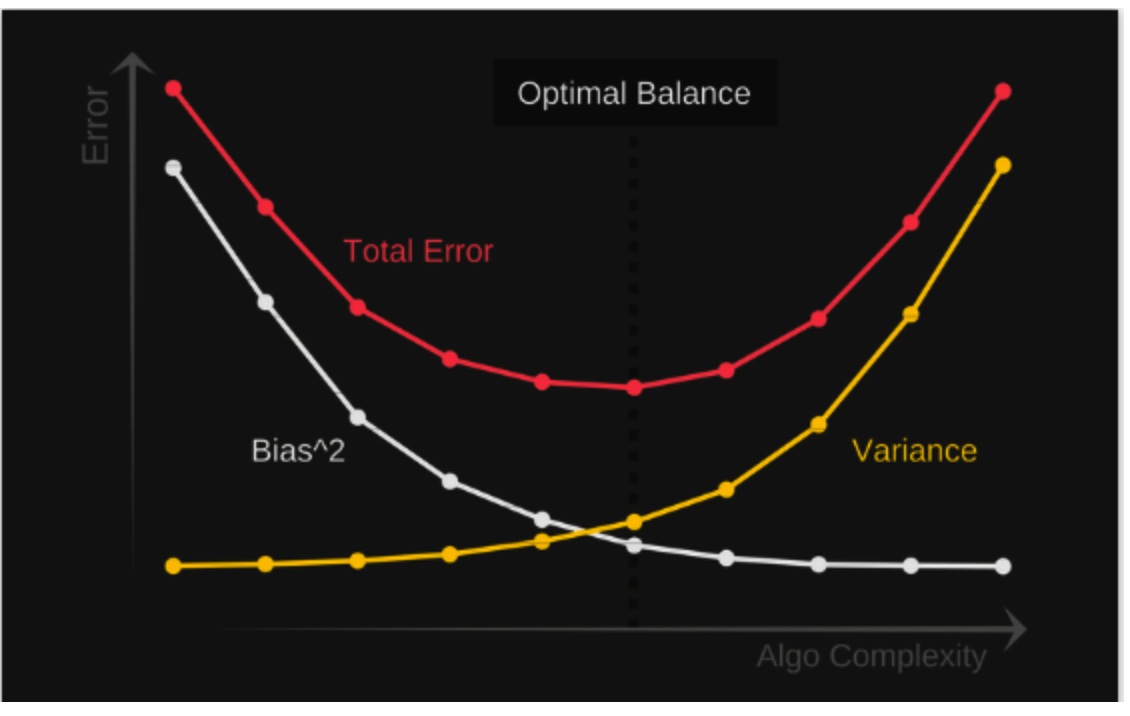 Optimal Balance
Error
Total Error
Bias^2
Variance
Algo Complexity